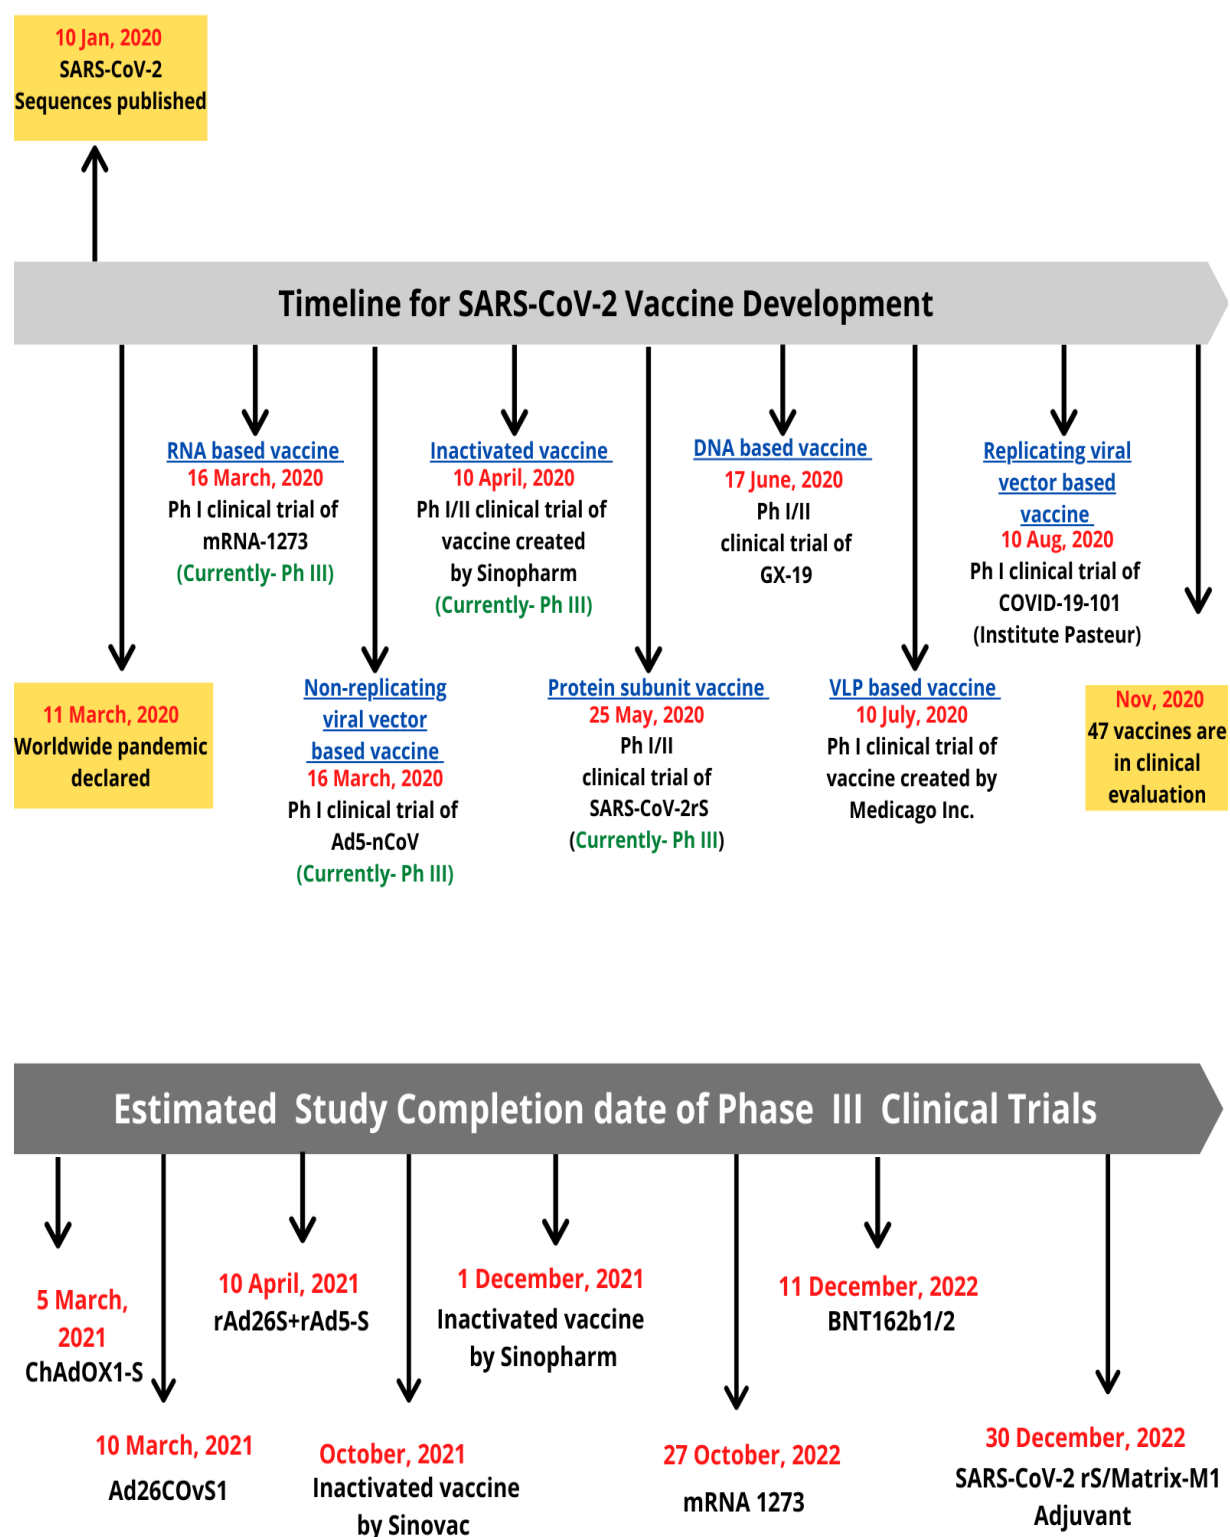 10 Jan, 2020
SARS-CoV-2
Sequences published
Timeline for SARS-CoV-2 Vaccine Development
11 March, 2020
Worldwide pandemic
declared
RNA based vaccine
16 March, 2020
Ph I clinical trial of
mRNA-1273
(Currently- Ph III)
Non-replicating
viral vector
based vaccine
16 March, 2020
Ph I clinical trial of
Ad5-nCoV
(Currently- Ph III)
Inactivated vaccine
10 April, 2020
Ph I/II clinical trial of
vaccine created
by Sinopharm
(Currently- Ph III)
Protein subunit vaccine
25 May, 2020
Ph I/II
clinical trial of
SARS-CoV-2rS
(Currently- Ph III)
DNA based vaccine
17 June, 2020
Ph I/II
clinical trial of
GX-19
VLP based vaccine
10 July, 2020
Ph I clinical trial of
vaccine created by
Medicago Inc.
Replicating viral
vector based
vaccine
10 Aug, 2020
Ph I clinical trial of
COVID-19-101
(Institute Pasteur)
Nov, 2020
47 vaccines are
in clinical
evaluation
Estimated Study Completion date of Phase III Clinical Trials
5 March,
2021
ChAdOX1-S
10 March, 2021
Ad26COvS1
10 April, 2021
rAd26S+rAd5-S
October, 2021
Inactivated vaccine
by Sinovac
1 December, 2021
Inactivated vaccine
by Sinopharm
27 October, 2022
mRNA 1273
11 December, 2022
BNT162b1/2
30 December, 2022
SARS-CoV-2 rS/Matrix-M1
Adjuvant